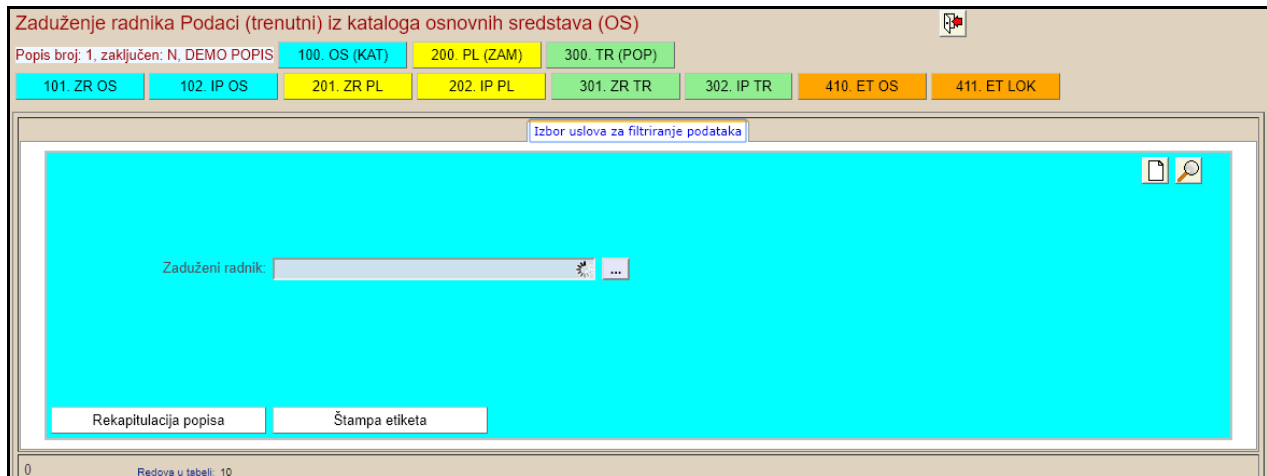 Zaduženje radnika Podaci (trenutni) iz kataloga osnovnih sredstava (OS)
Popis broj: 1, zaključen: N, DEMO POPIS 100. OS (KAT) 200. PL (ZAM) 300. TR (POP)
101. ZR OS 102. IP OS 201. ZR PL 202. IP PL 301. ZR TR 302. IP TR 410. ET OS 411. ET LOK
Izbor uslova za filtriranje podataka
Zaduženi radnik: ...
Rekapitulacija popisa Štampa etiketa
0 Redova u tabeli: 10